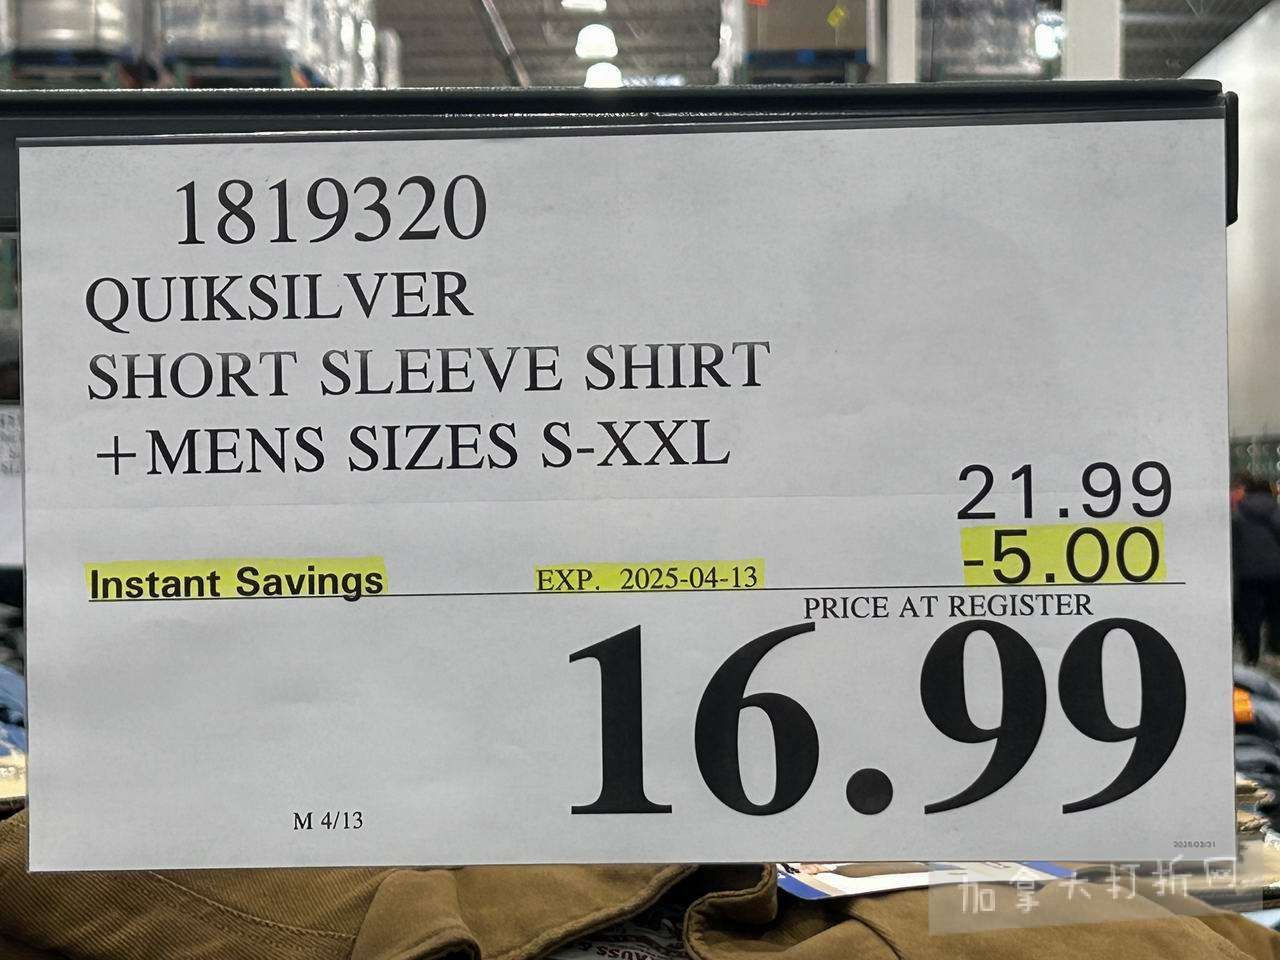 1819320
QUIKSILVER
SHORT SLEEVE SHIRT
+MENS SIZES S-XXL
21.99
-5.00
Instant Savings EXP. 2025-04-13
PRICE AT REGISTER
16.99
M 4/13
加拿大打折网